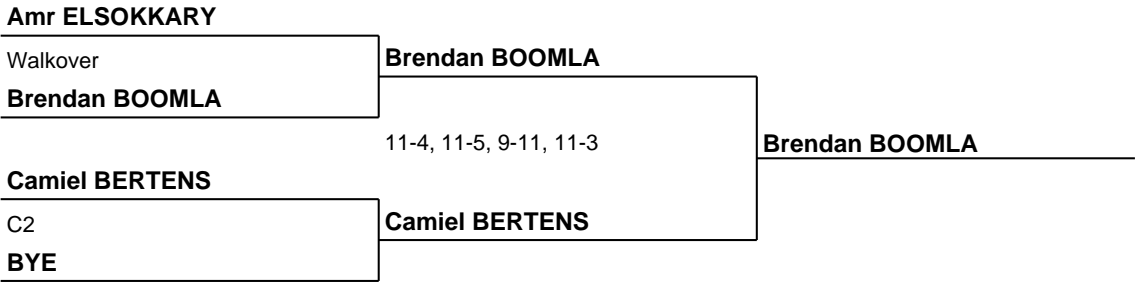 Amr ELSOKKARY
Walkover
Brendan BOOMLA
Brendan BOOMLA
11-4, 11-5, 9-11, 11-3
Brendan BOOMLA
Camiel BERTENS
C2
Camiel BERTENS
BYE